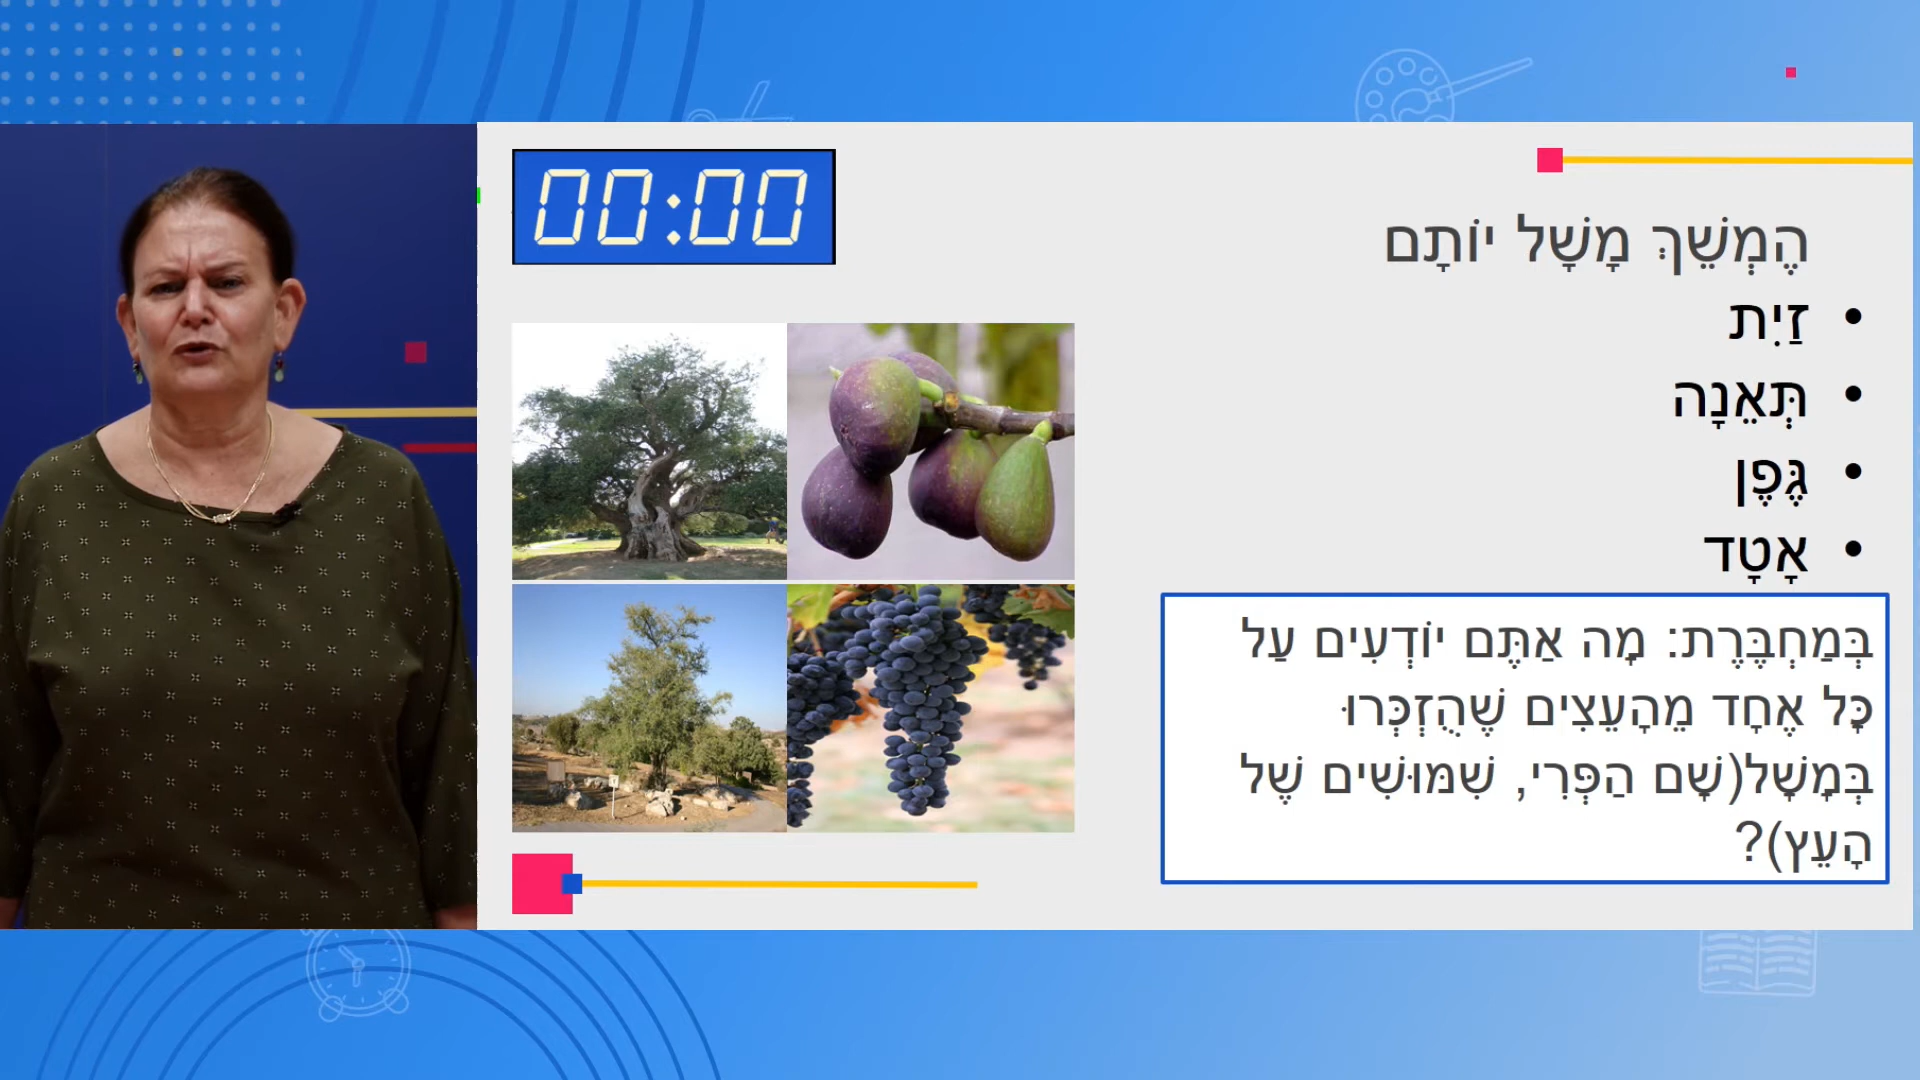 00:00
הֶמְשֵׁךְ מָשָׁל יוֹתָם
• זַיִת
• תְּאֵנָה
• גֶּפֶן
• אָטָד
בְּמַחְבֶּרֶת: מָה אַתֶּם יוֹדְעִים עַל
כָּל אֶחָד מֵהָעֵצִים שֶׁהֻזְכְּרוּ
בְּמָשָׁל(שָׁם הַפְּרִי, שִׁמּוּשִׁים שֶׁל
הָעֵץ)?